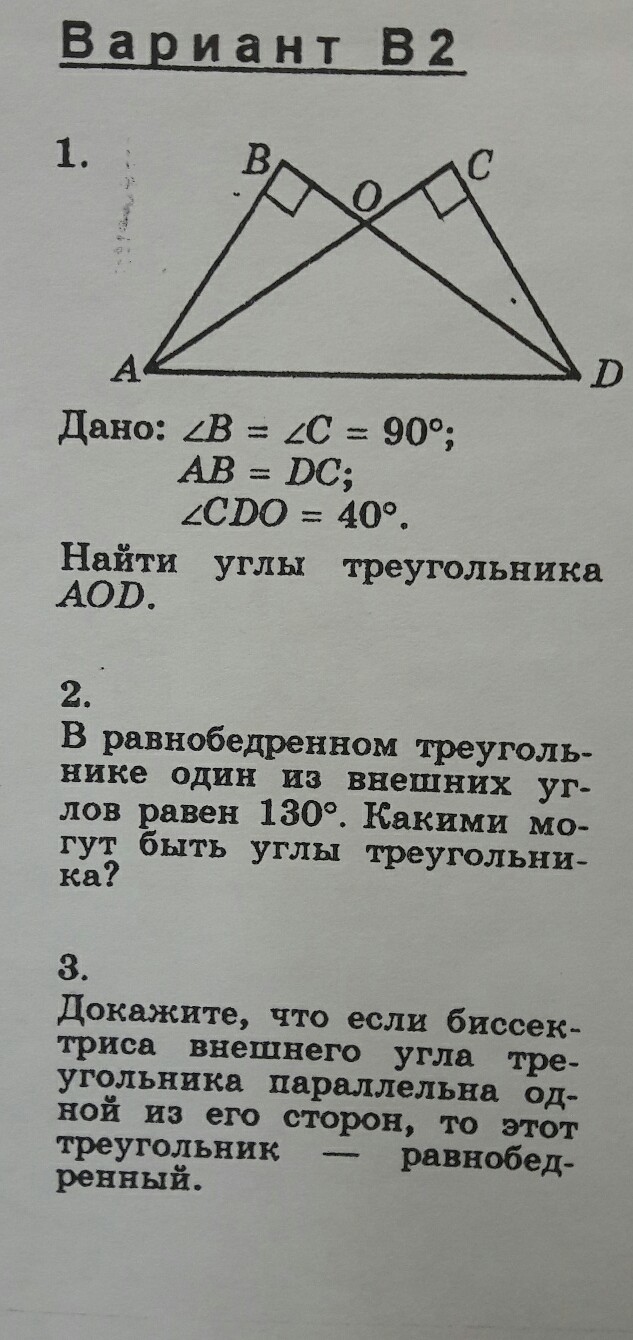 Вариант В2
1.
B
O
C
A
D
Дано: ∠B = ∠C = 90°;
AB = DC;
∠CDO = 40°.
Найти углы треугольника
AOD.
2.
В равнобедренном треуголь-
нике один из внешних уг-
лов равен 130°. Какими мо-
гут быть углы треугольни-
ка?
3.
Докажите, что если биссек-
триса внешнего угла тре-
угольника параллельна од-
ной из его сторон, то этот
треугольник — равнобед-
ренный.